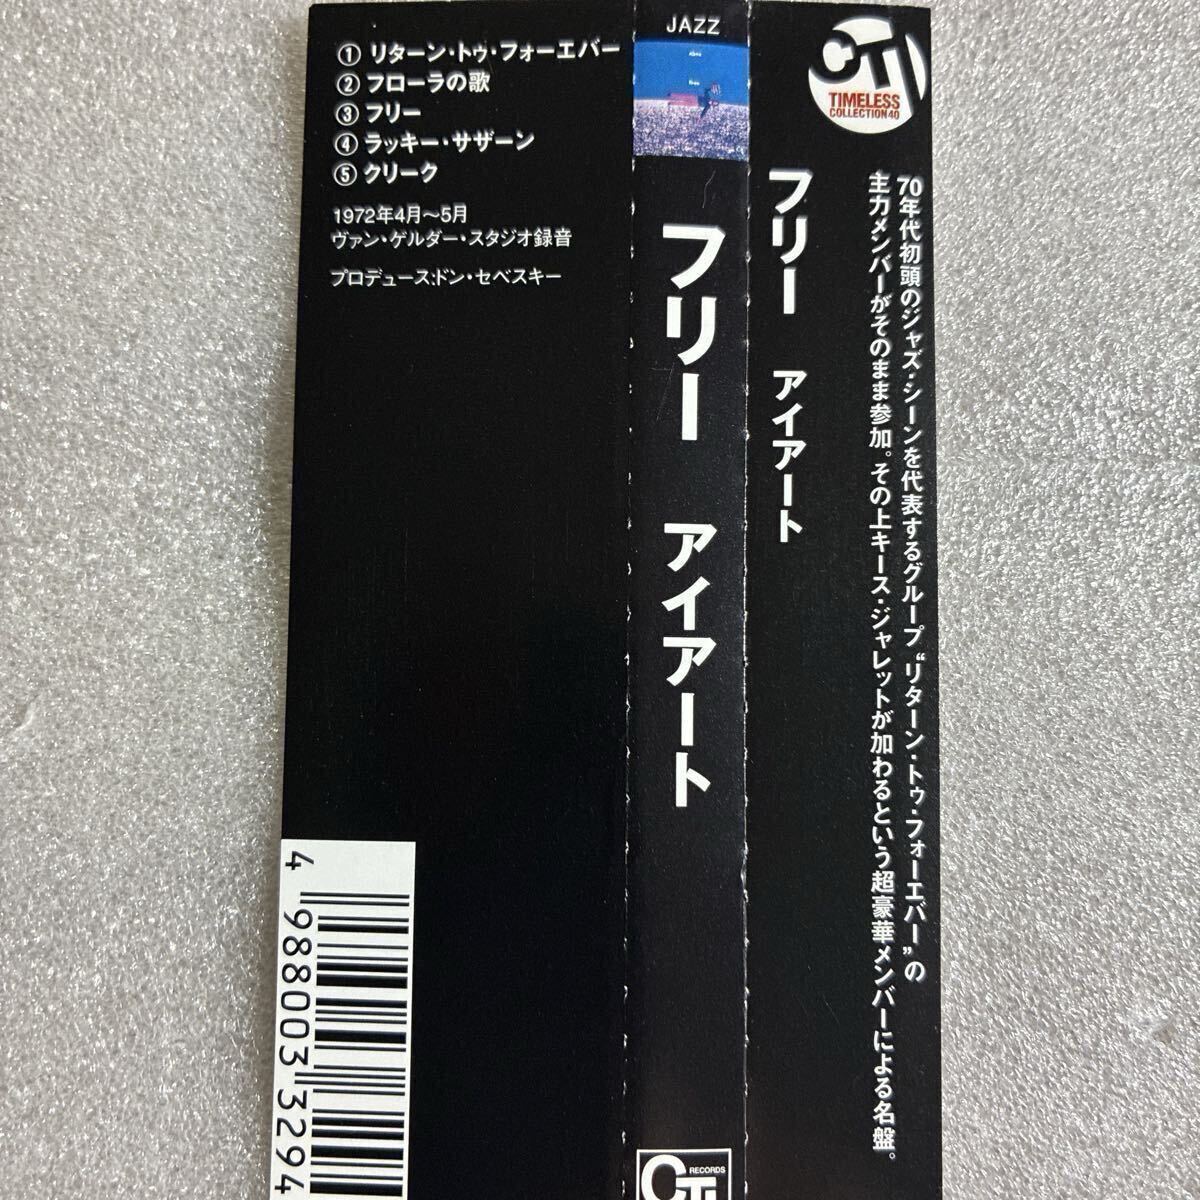 ① リターン・トゥ・フォーエバー
② フローラの歌
③ フリー
④ ラッキー・サザーン
⑤ クリーク
1972年4月～5月
ヴァン・ゲルダー・スタジオ録音
プロデュース:ドン・セベスキー
4 988003 3294
JAZZ
フリー アイアート
RECORDS
CTi
CTI
TIMELESS
COLLECTION 40
フリー アイアート
70年代初頭のジャズ・シーンを代表するグループ“リターン・トゥ・フォーエバー”の
主力メンバーがそのまま参加。その上キース・ジャレットが加わるという超豪華メンバーによる名盤。